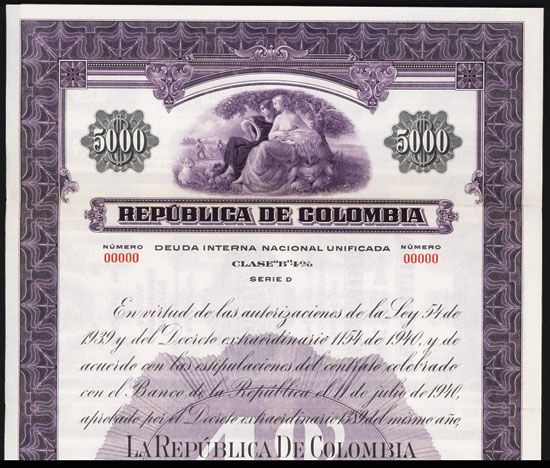 5000
5000
REPÚBLICA DE COLOMBIA
NÚMERO
00000
DEUDA INTERNA NACIONAL UNIFICADA
CLASE "B" 4%
SERIE D
NÚMERO
00000
En virtud de las autorizaciones de la Ley 54 de
1939 y del Decreto extraordinario 1154 de 1940, y de
acuerdo con las estipulaciones del contrato celebrado
con el Banco de la República el 11 de julio de 1940,
aprobado por el Decreto extraordinario 1389 del mismo año,
LA REPÚBLICA DE COLOMBIA